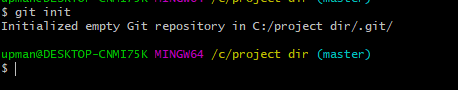 $ git init
Initialized empty Git repository in C:/project dir/.git/
upman@DESKTOP-CNMI75K MINGW64 /c/project dir (master)
$